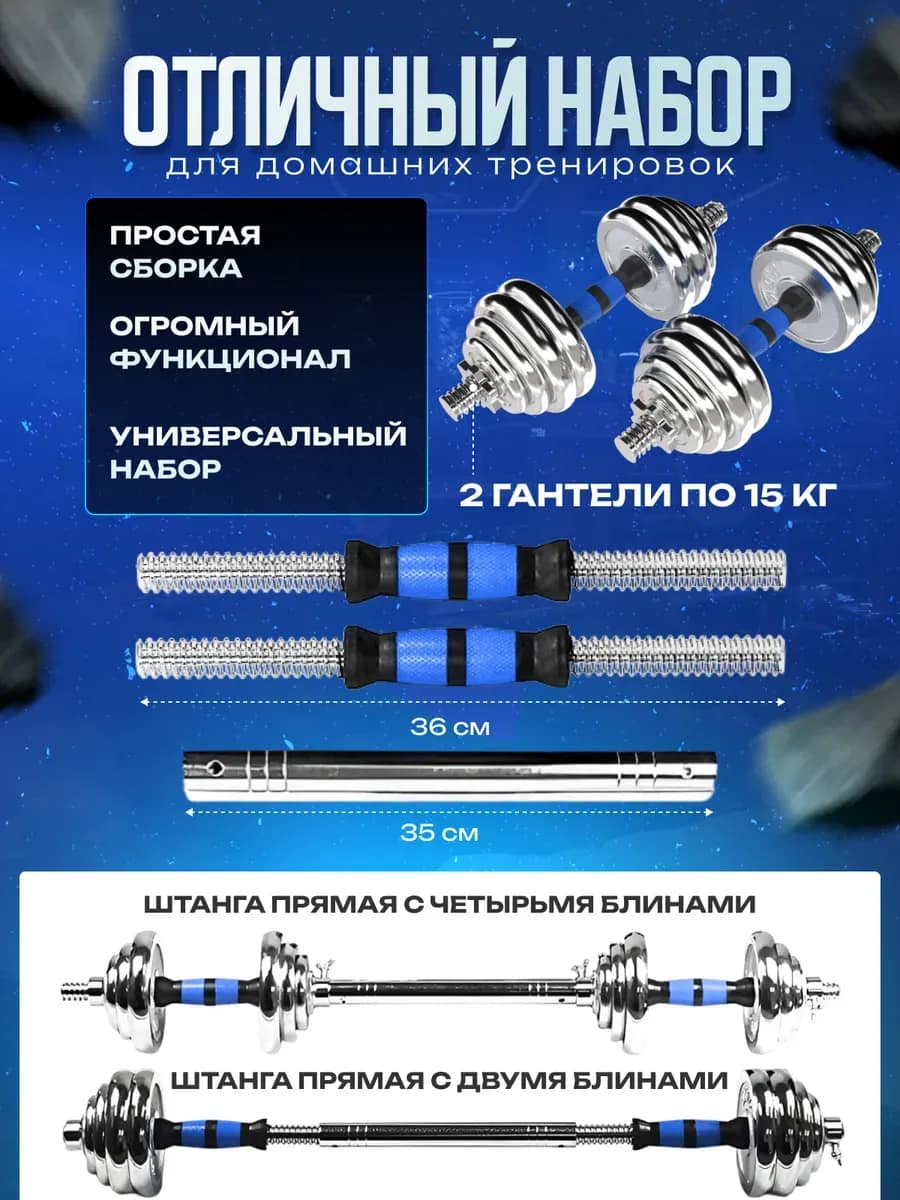 ОТЛИЧНЫЙ НАБОР
для домашних тренировок
ПРОСТАЯ
СБОРКА
ОГРОМНЫЙ
ФУНКЦИОНАЛ
УНИВЕРСАЛЬНЫЙ
НАБОР
2 ГАНТЕЛИ ПО 15 КГ
36 см
35 см
ШТАНГА ПРЯМАЯ С ЧЕТЫРЬМЯ БЛИНАМИ
ШТАНГА ПРЯМАЯ С ДВУМЯ БЛИНАМИ